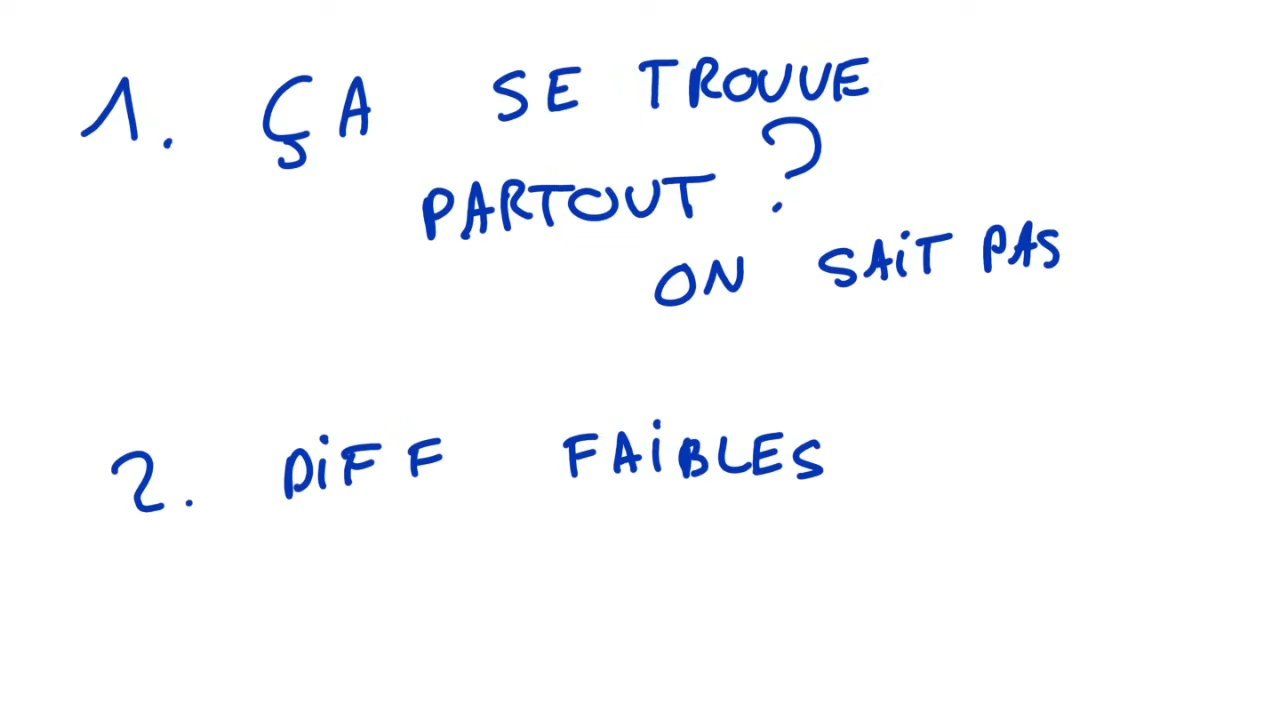 1. ÇA SE TROUVE
PARTOUT ?
ON SAiT PAS
2. DiFF FAiBLES